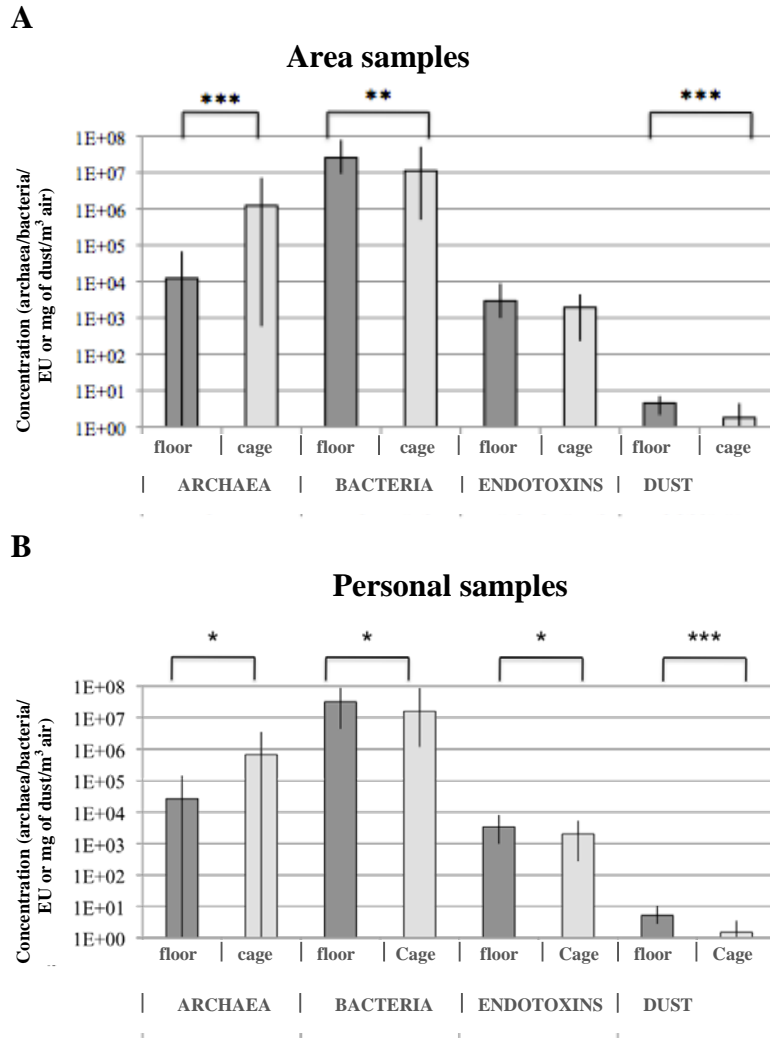 A
Area samples
*** ** ***
Concentration (archaea/bacteria/
EU or mg of dust/m³ air)
1E+08
1E+07
1E+06
1E+05
1E+04
1E+03
1E+02
1E+01
1E+00
floor | cage | floor | cage | floor | cage | floor | cage
| ARCHAEA | BACTERIA | ENDOTOXINS | DUST
B
Personal samples
* * * ***
Concentration (archaea/bacteria/
EU or mg of dust/m³ air)
1E+08
1E+07
1E+06
1E+05
1E+04
1E+03
1E+02
1E+01
1E+00
floor | cage | floor | Cage | floor | Cage | floor | Cage
| ARCHAEA | BACTERIA | ENDOTOXINS | DUST